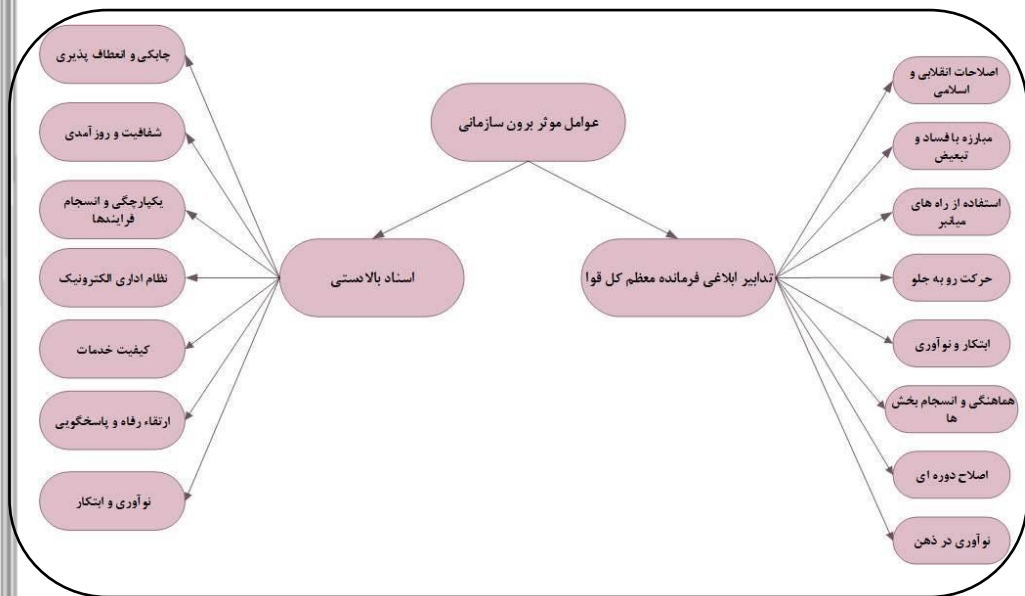 عوامل موثر برون سازمانی
تدابیر ابلاغی فرمانده معظم کل قوا
اصلاحات انقلابی و
اسلامی
مبارزه با فساد و
تبعیض
استفاده از راه های
میانبر
حرکت رو به جلو
ابتکار و نوآوری
هماهنگی و انسجام بخش
ها
اصلاح دوره ای
نوآوری در ذهن
اسناد بالادستی
چابکی و انعطاف پذیری
شفافیت و روز آمدی
یکپارچگی و انسجام
فرایندها
نظام اداری الکترونیک
کیفیت خدمات
ارتقاء رفاه و پاسخگویی
نوآوری و ابتکار